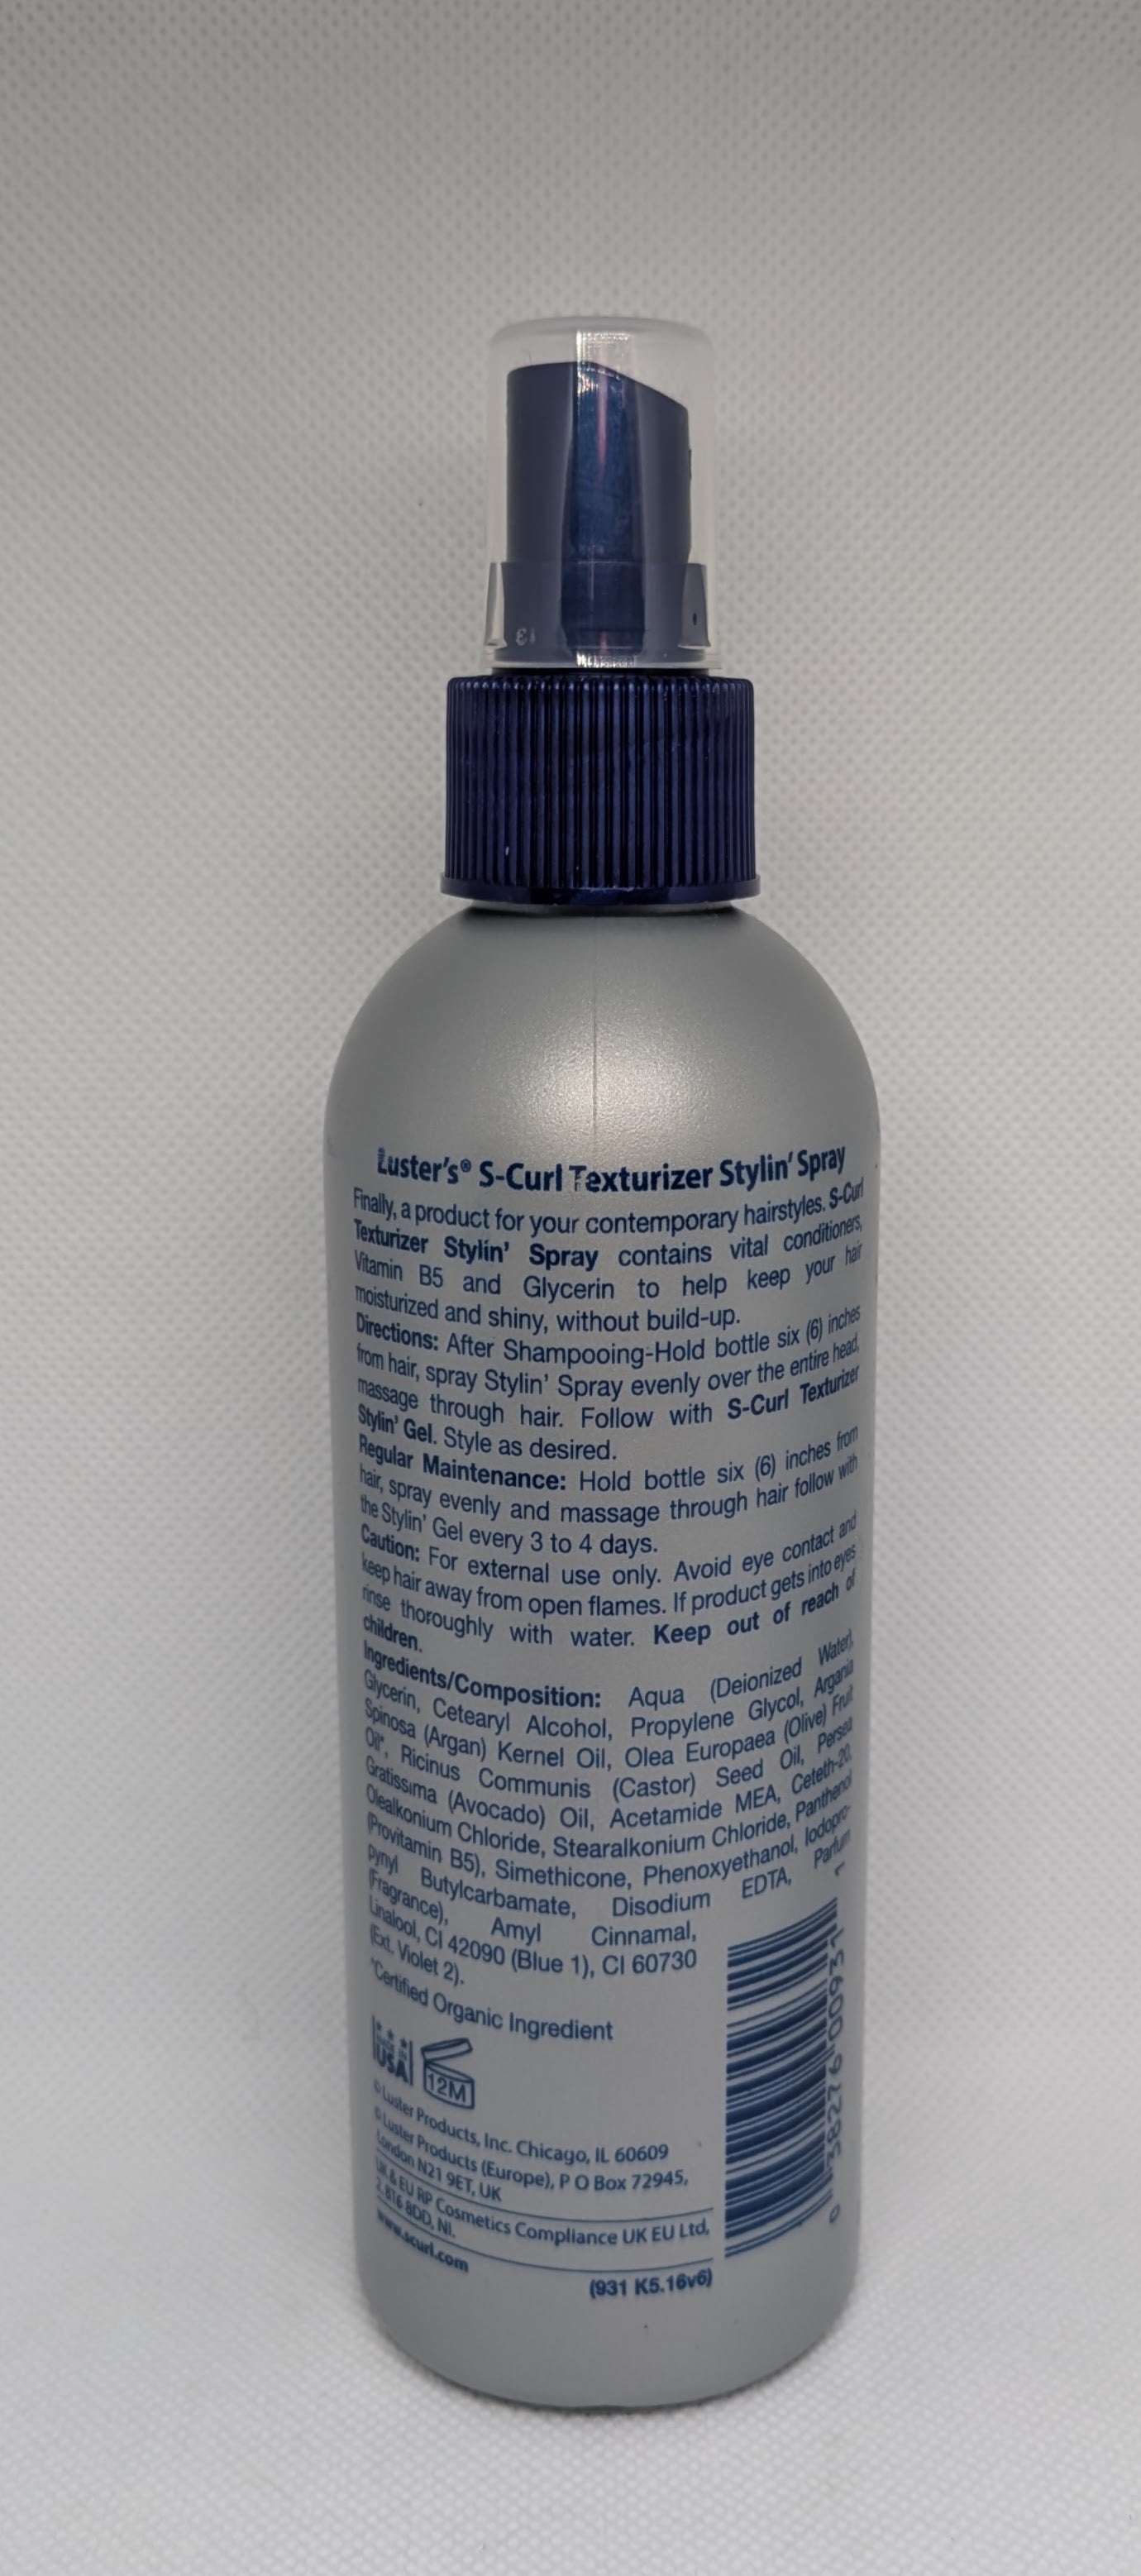 Luster's® S-Curl Texturizer Stylin' Spray
Finally, a product for your contemporary hairstyles. S-Curl
Texturizer Stylin' Spray contains vital conditioners,
Vitamin B5 and Glycerin to help keep your hair
moisturized and shiny, without build-up.
Directions: After Shampooing-Hold bottle six (6) inches
from hair, spray Stylin' Spray evenly over the entire head,
massage through hair. Follow with S-Curl Texturizer
Stylin' Gel. Style as desired.
Regular Maintenance: Hold bottle six (6) inches from
hair, spray evenly and massage through hair follow with
the Stylin' Gel every 3 to 4 days.
Caution: For external use only. Avoid eye contact and
keep hair away from open flames. If product gets into eyes
rinse thoroughly with water. Keep out of reach of
children.
Ingredients/Composition: Aqua (Deionized Water),
Glycerin, Cetearyl Alcohol, Propylene Glycol, Argania
Spinosa (Argan) Kernel Oil, Olea Europaea (Olive) Fruit
Oil*, Ricinus Communis (Castor) Seed Oil, Persea
Gratissima (Avocado) Oil, Acetamide MEA, Ceteth-20,
Olealkonium Chloride, Stearalkonium Chloride, Panthenol
(Provitamin B5), Simethicone, Phenoxyethanol, Iodopro-
pynyl Butylcarbamate, Disodium EDTA, Parfum
(Fragrance), Amyl Cinnamal,
Linalool, CI 42090 (Blue 1), CI 60730
(Ext. Violet 2).
*Certified Organic Ingredient
USA
12M
© Luster Products, Inc. Chicago, IL 60609
© Luster Products (Europe), P O Box 72945,
London N21 9ET, UK
UK & EU RP Cosmetics Compliance UK EU Ltd,
2, BT6 8DD, NI.
www.scurl.com
(931 K5.16v6)
0 38276 00931 1